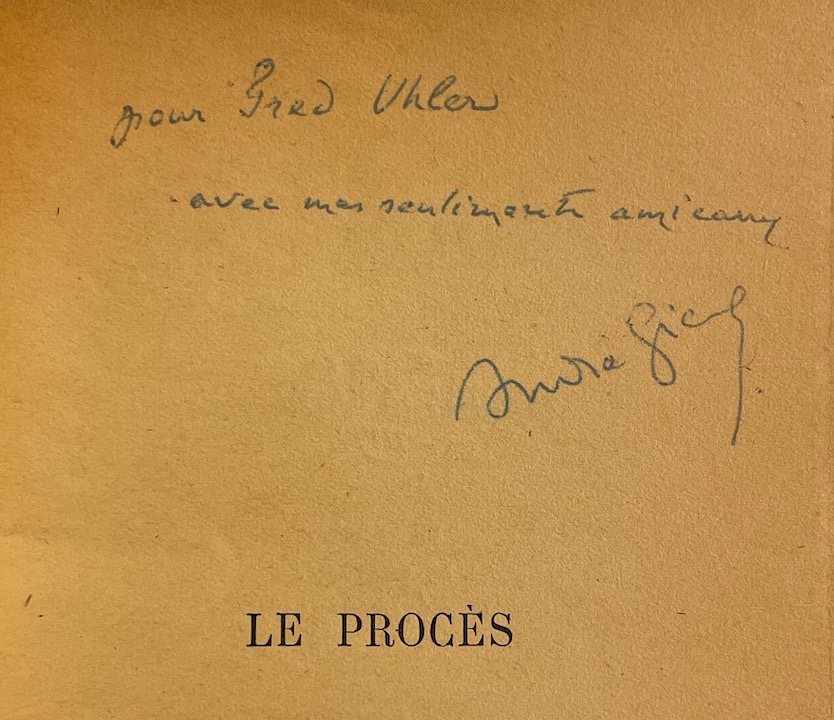 pour Fred Uhler
avec mes sentiments amicaux
André Gide
LE PROCÈS